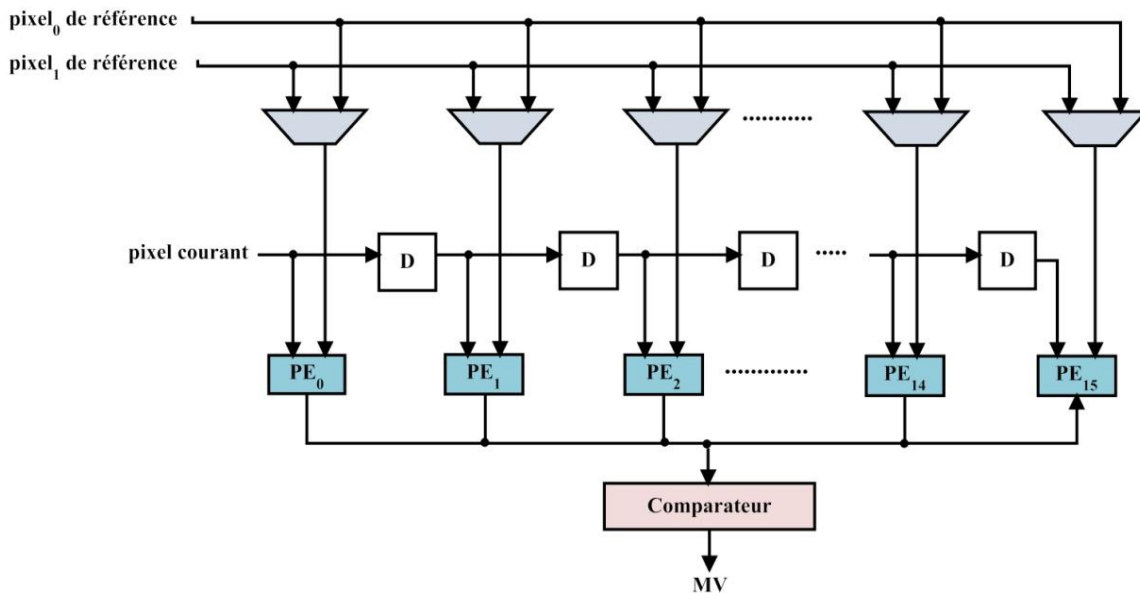 pixel₀ de référence
pixel₁ de référence
............
.....
pixel courant
D
D
D
.....
D
PE₀
PE₁
PE₂
..............
PE₁₄
PE₁₅
Comparateur
MV